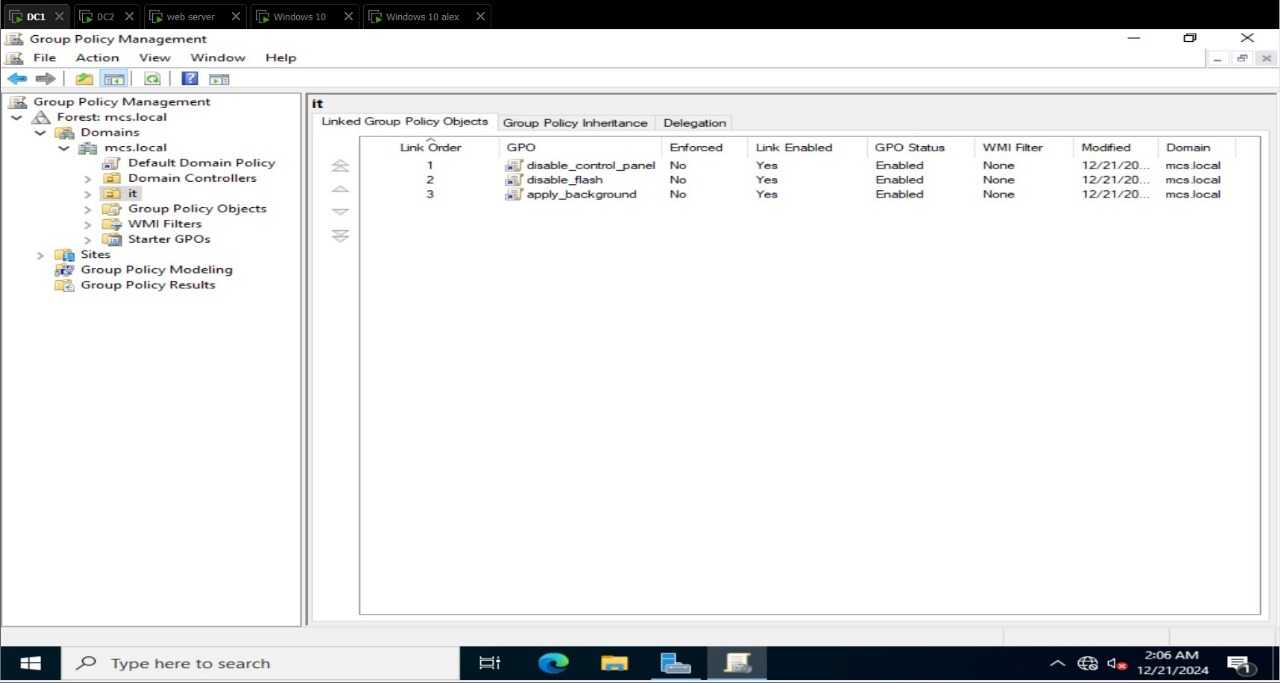 DC1 DC2 web server Windows 10 Windows 10 alex
Group Policy Management
File Action View Window Help
Group Policy Management
Forest: mcs.local
Domains
mcs.local
Default Domain Policy
Domain Controllers
it
Group Policy Objects
WMI Filters
Starter GPOs
Sites
Group Policy Modeling
Group Policy Results
it
Linked Group Policy Objects Group Policy Inheritance Delegation
Link Order GPO Enforced Link Enabled GPO Status WMI Filter Modified Domain
1 disable_control_panel No Yes Enabled None 12/21/20... mcs.local
2 disable_flash No Yes Enabled None 12/21/20... mcs.local
3 apply_background No Yes Enabled None 12/21/20... mcs.local
Type here to search
2:06 AM
12/21/2024
1